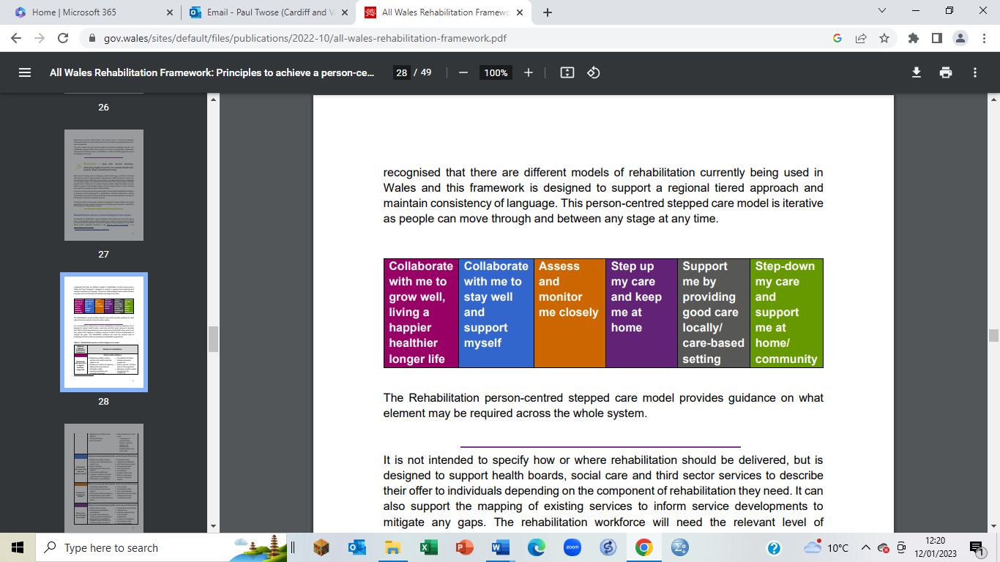 Home | Microsoft 365
Email - Paul Twose (Cardiff and V
All Wales Rehabilitation Framewo
gov.wales/sites/default/files/publications/2022-10/all-wales-rehabilitation-framework.pdf
All Wales Rehabilitation Framework: Principles to achieve a person-ce...
28 / 49
100%
26
27
28
recognised that there are different models of rehabilitation currently being used in
Wales and this framework is designed to support a regional tiered approach and
maintain consistency of language. This person-centred stepped care model is iterative
as people can move through and between any stage at any time.
Collaborate
with me to
grow well,
living a
happier
healthier
longer life
Collaborate
with me to
stay well
and
support
myself
Assess
and
monitor
me closely
Step up
my care
and keep
me at
home
Support
me by
providing
good care
locally/
care-based
setting
Step-down
my care
and
support
me at
home/
community
The Rehabilitation person-centred stepped care model provides guidance on what
element may be required across the whole system.
It is not intended to specify how or where rehabilitation should be delivered, but is
designed to support health boards, social care and third sector services to describe
their offer to individuals depending on the component of rehabilitation they need. It can
also support the mapping of existing services to inform service developments to
mitigate any gaps. The rehabilitation workforce will need the relevant level of
Type here to search
zoom
10°C
12:20
12/01/2023
1